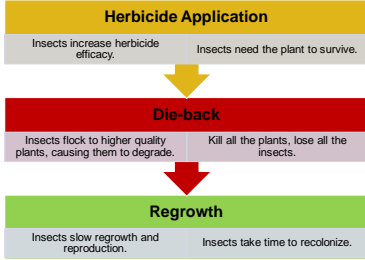 Herbicide Application
Insects increase herbicide
efficacy.
Insects need the plant to survive.
Die-back
Insects flock to higher quality
plants, causing them to degrade.
Kill all the plants, lose all the
insects.
Regrowth
Insects slow regrowth and
reproduction.
Insects take time to recolonize.